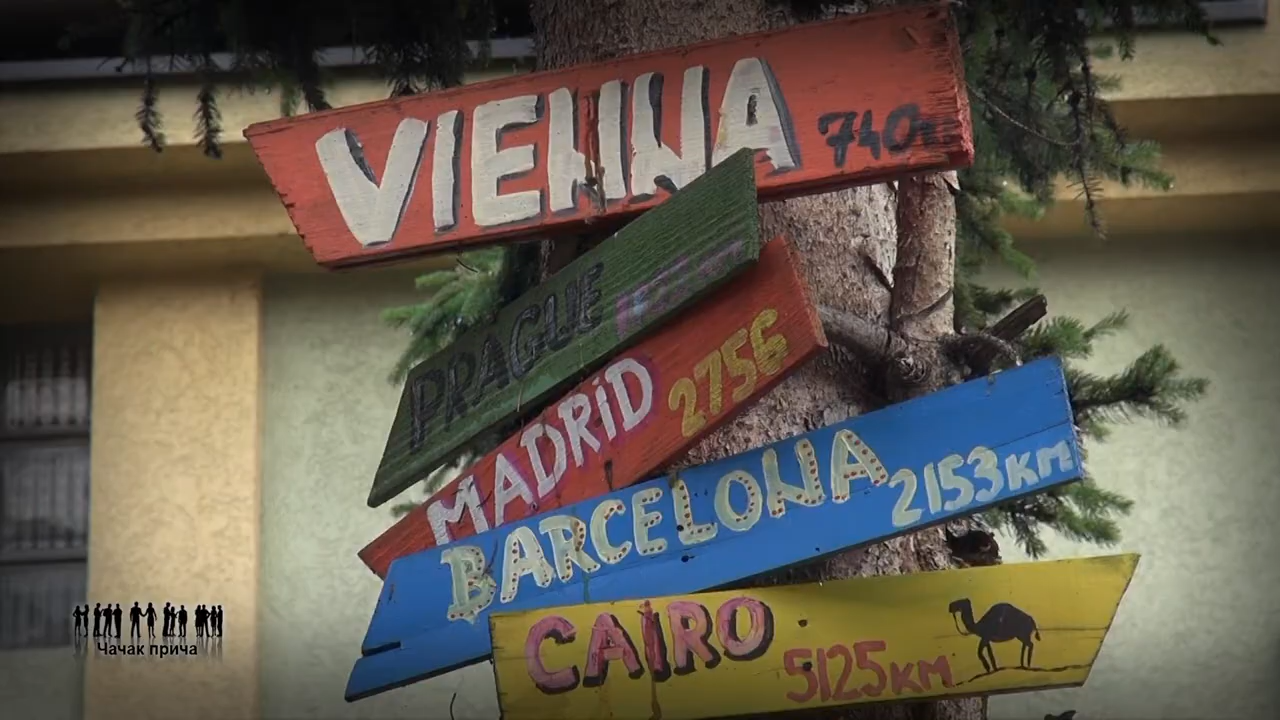 VIENNA 740
PRAGUE
MADRiD 2756
BARCELONA 2153KM
CAIRO 5125KM
Чачак прича